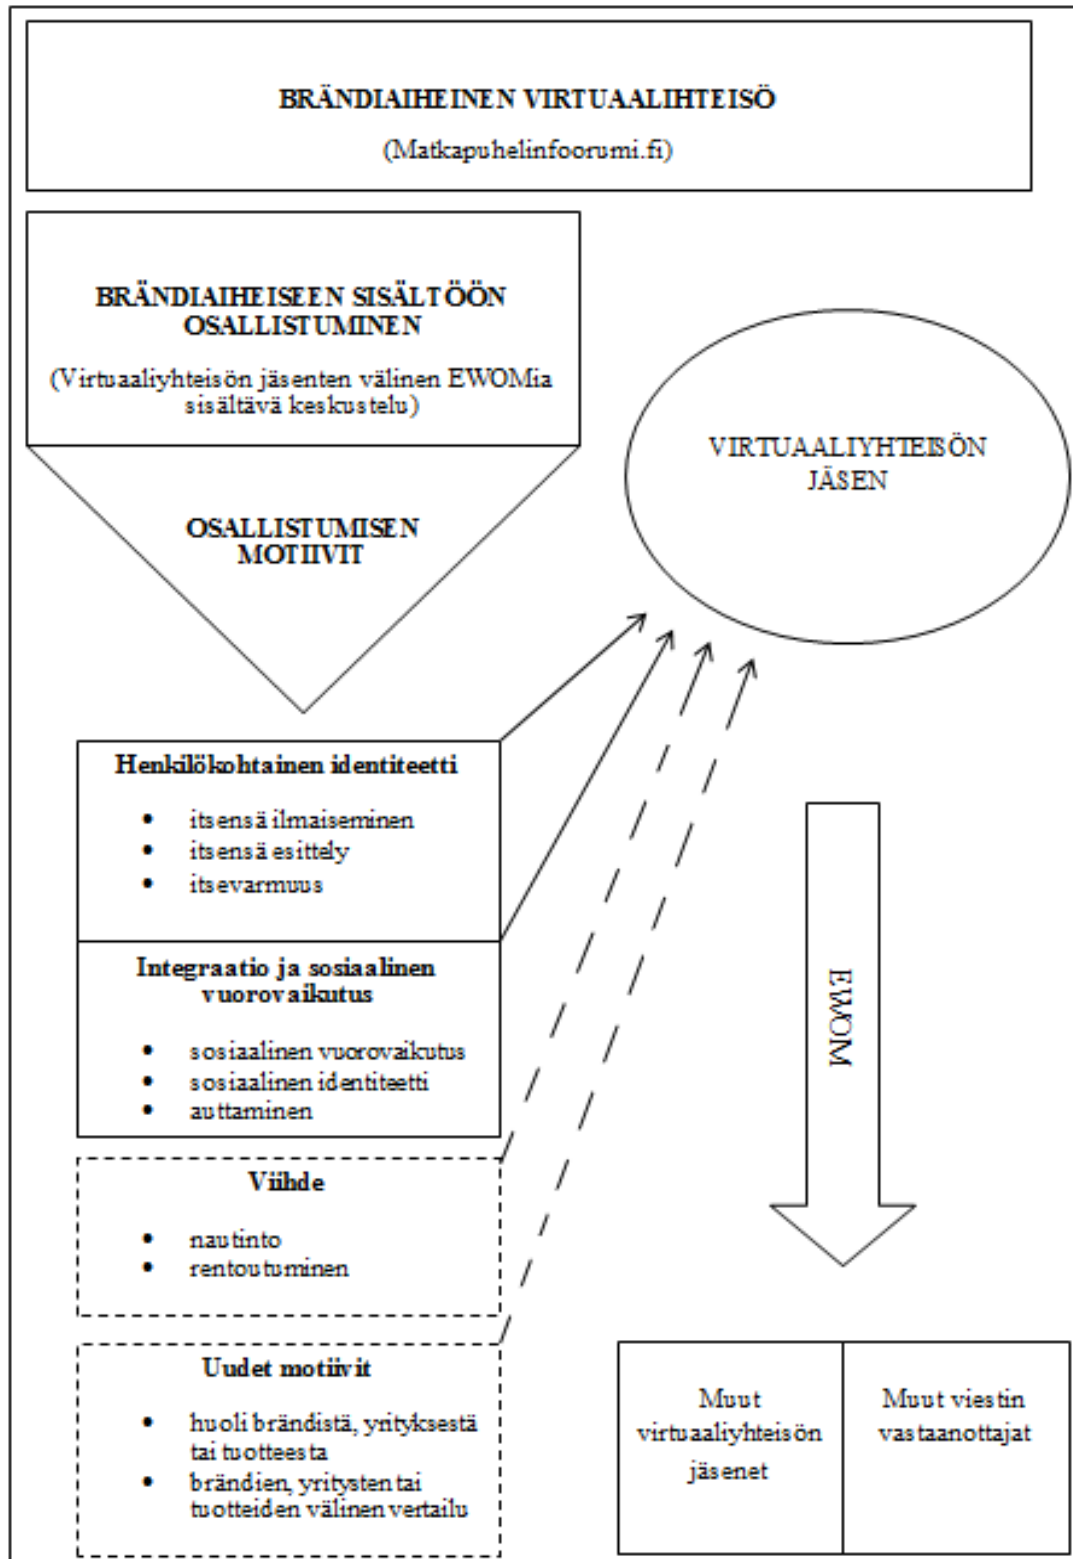 BRÄNDIAIHEINEN VIRTUAALIHTEISÖ
(Matkapuhelinfoorumi.fi)
BRÄNDIAIHEISEEN SISÄLTÖÖN
OSALLISTUMINEN
(Virtuaaliyhteisön jäsenten välinen EWOMia
sisältävä keskustelu)
OSALLISTUMISEN
MOTIIVIT
VIRTUAALIYHTEISÖN
JÄSEN
Henkilökohtainen identiteetti
• itsensä ilmaiseminen
• itsensä esittely
• itsevarmuus
Integraatio ja sosiaalinen
vuorovaikutus
• sosiaalinen vuorovaikutus
• sosiaalinen identiteetti
• auttaminen
Viihde
• nautinto
• rentoutuminen
Uudet motiivit
• huoli brändistä, yrityksestä
tai tuotteesta
• brändien, yritysten tai
tuotteiden välinen vertailu
EWOM
Muut
virtuaaliyhteisön
jäsenet
Muut viestin
vastaanottajat